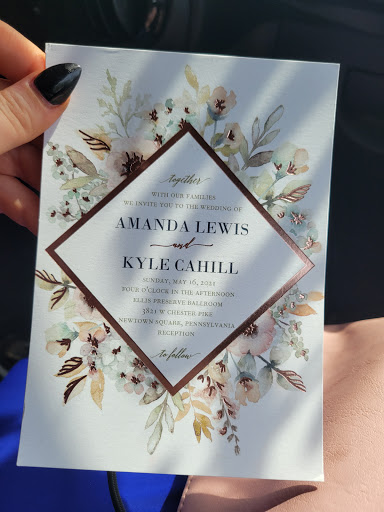 together
WITH OUR FAMILIES
WE INVITE YOU TO THE WEDDING OF
AMANDA LEWIS
and
KYLE CAHILL
SUNDAY, MAY 16, 2021
FOUR O'CLOCK IN THE AFTERNOON
ELLIS PRESERVE BALLROOM
3821 W CHESTER PIKE
NEWTOWN SQUARE, PENNSYLVANIA
RECEPTION
to follow